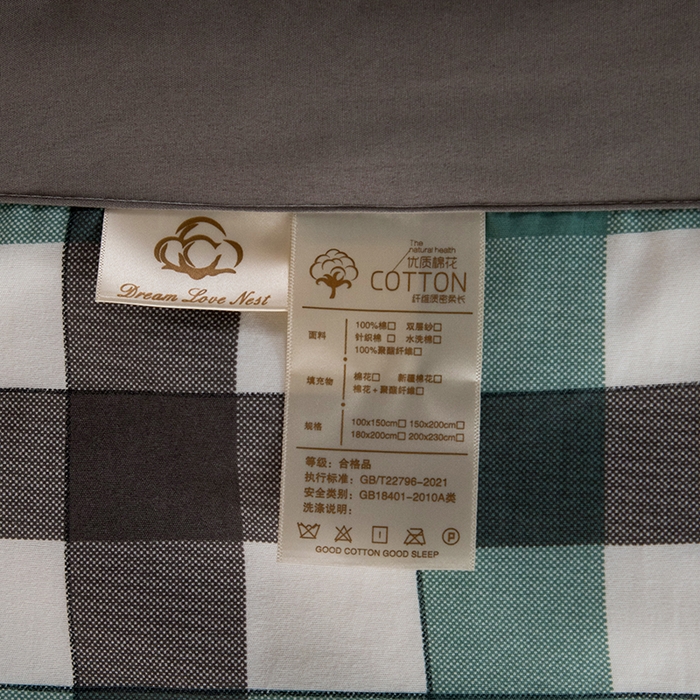 Dream Love Nest
The
natural health
优质棉花
COTTON
纤维质密柔长
面料
100%棉□ 双层纱□
针织棉 □ 水洗棉□
100%聚酯纤维□
填充物
棉花□ 新疆棉花□
棉花+聚酯纤维□
规格
100x150cm□ 150x200cm□
180x200cm□ 200x230cm□
等级：合格品
执行标准：GB/T22796-2021
安全类别：GB18401-2010A类
洗涤说明：
P
GOOD COTTON GOOD SLEEP